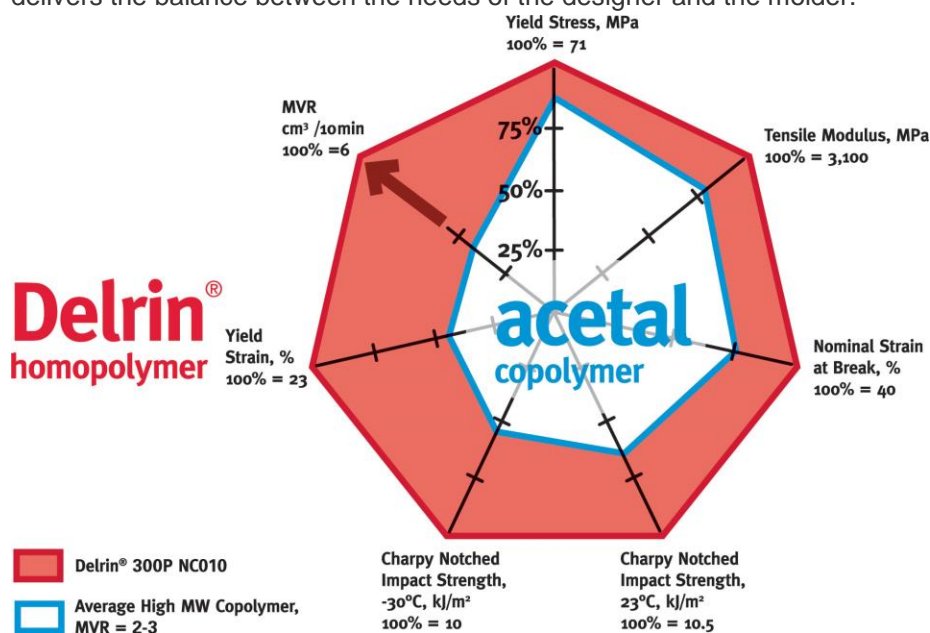 delivers the balance between the needs of the designer and the molder.
Yield Stress, MPa
100% = 71
MVR
cm³ /10min
100% =6
75%
Tensile Modulus, MPa
100% = 3,100
50%
25%
Delrin®
homopolymer
acetal
copolymer
Yield
Strain, %
100% = 23
Nominal Strain
at Break, %
100% = 40
Charpy Notched
Impact Strength,
-30°C, kJ/m²
100% = 10
Charpy Notched
Impact Strength,
23°C, kJ/m²
100% = 10.5
Delrin® 300P NC010
Average High MW Copolymer,
MVR = 2-3